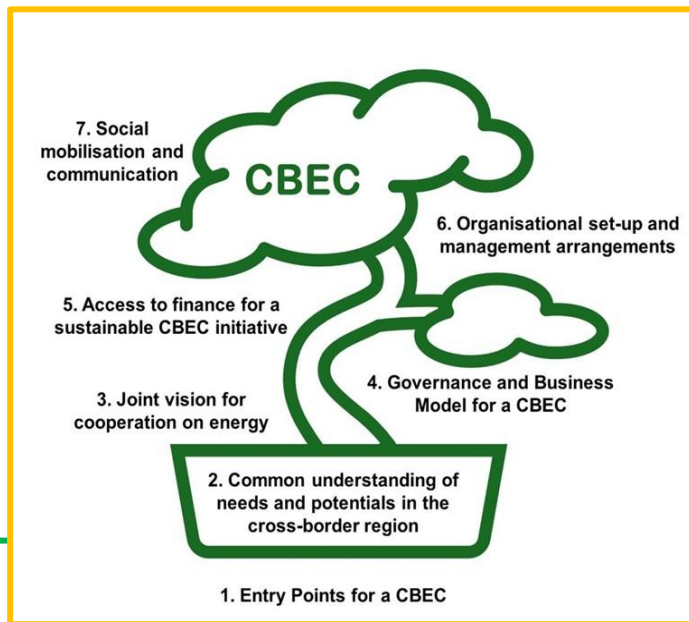 7. Social
mobilisation and
communication
CBEC
6. Organisational set-up and
management arrangements
5. Access to finance for a
sustainable CBEC initiative
4. Governance and Business
Model for a CBEC
3. Joint vision for
cooperation on energy
2. Common understanding of
needs and potentials in the
cross-border region
1. Entry Points for a CBEC